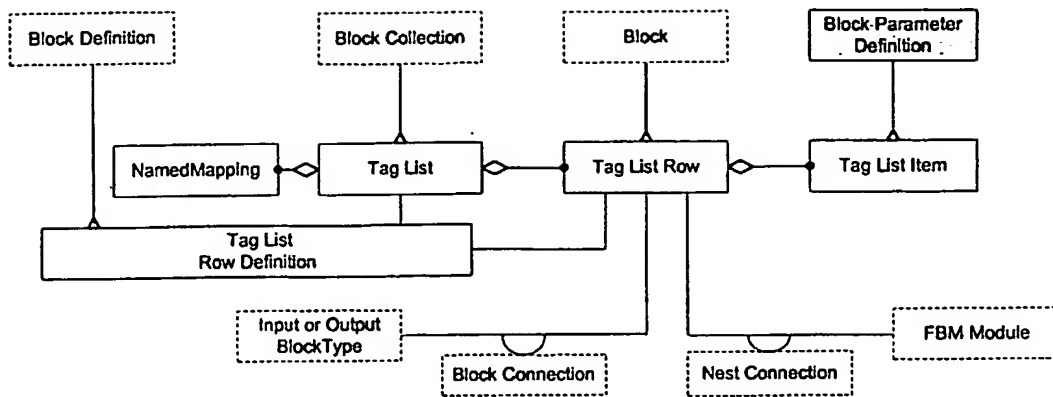 Block Definition
Block Collection
Block
Block-Parameter
Definition
NamedMapping
Tag List
Tag List Row
Tag List Item
Tag List
Row Definition
Input or Output
BlockType
FBM Module
Block Connection
Nest Connection